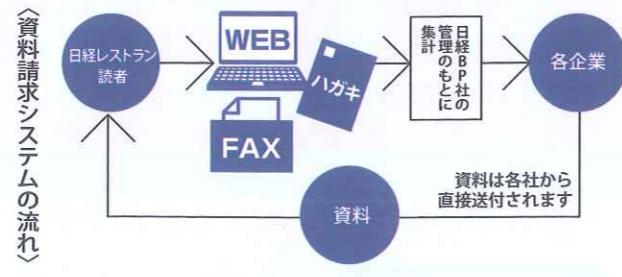 〈資料請求システムの流れ〉
日経レストラン
読者
WEB
ハガキ
FAX
日経BP社の
管理のもとに
集計
各企業
資料は各社から
直接送付されます
資料